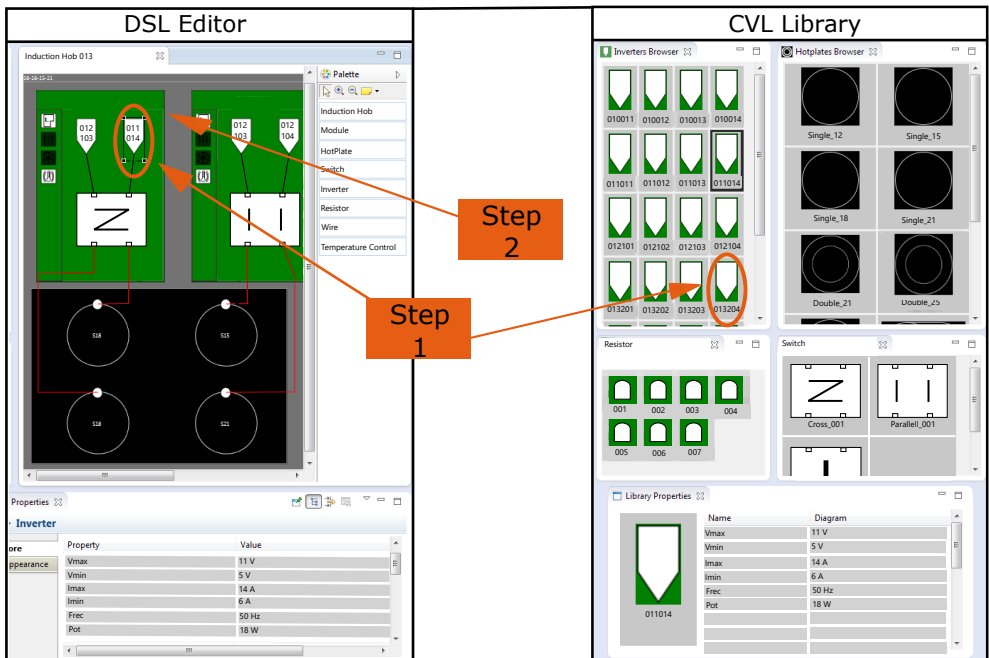 DSL Editor
CVL Library
Induction Hob 013
18-18-15-21
Palette
Induction Hob
Module
HotPlate
Switch
Inverter
Resistor
Wire
Temperature Control
012
103
011
014
012
103
012
104
S18
S15
S18
S21
Step
2
Step
1
Properties
Inverter
ore
ppearance
Property Value
Vmax 11 V
Vmin 5 V
Imax 14 A
Imin 6 A
Frec 50 Hz
Pot 18 W
Inverters Browser
010011 010012 010013 010014
011011 011012 011013 011014
012101 012102 012103 012104
013201 013202 013203 013204
Hotplates Browser
Single_12 Single_15
Single_18 Single_21
Double_21 Double_25
Resistor
001 002 003 004
005 006 007
Switch
Cross_001 Parallell_001
Library Properties
011014
Name Diagram
Vmax 11 V
Vmin 5 V
Imax 14 A
Imin 6 A
Frec 50 Hz
Pot 18 W